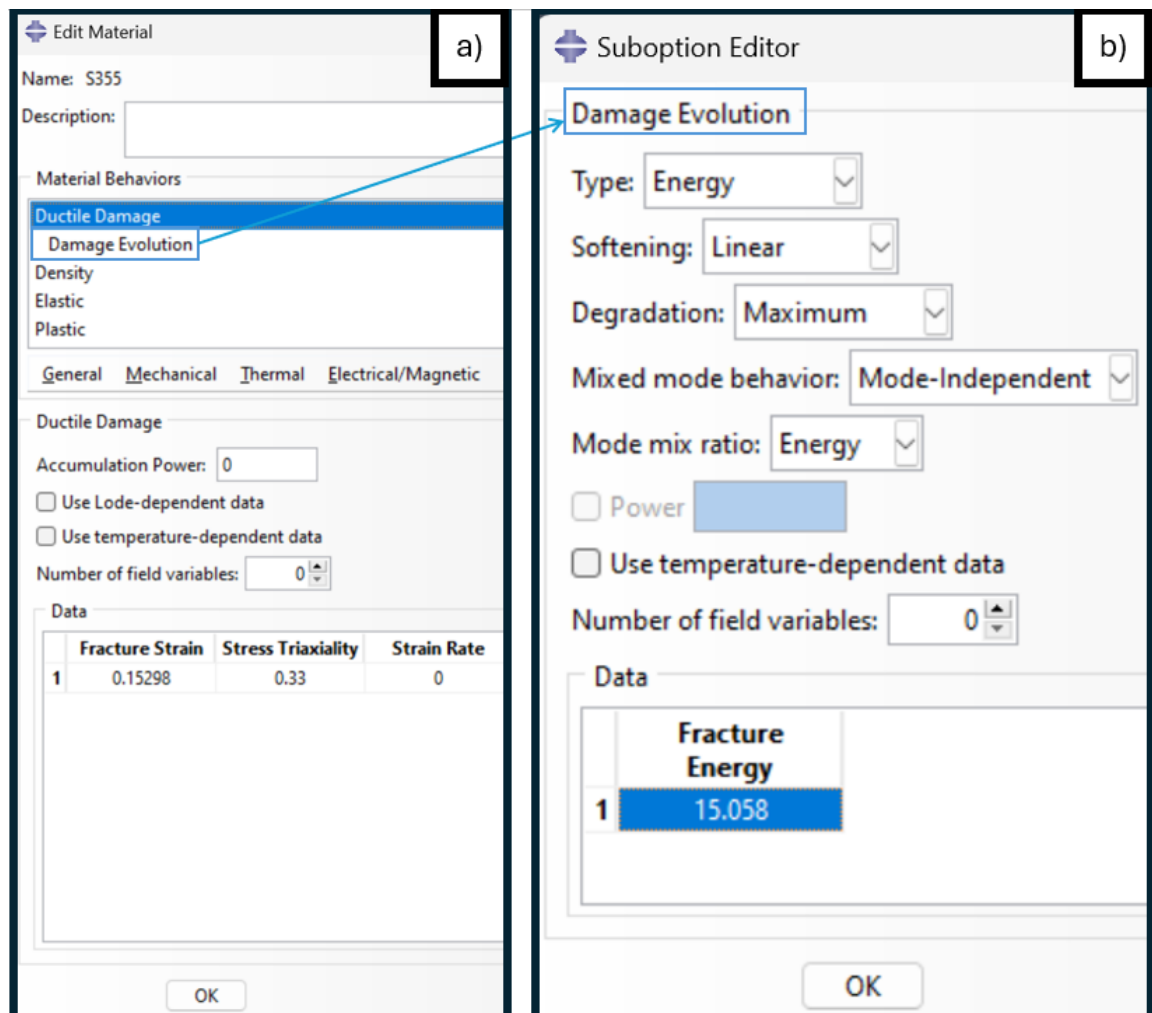 Edit Material
a)
Name: S355
Description:
Material Behaviors
Ductile Damage
Damage Evolution
Density
Elastic
Plastic
General Mechanical Thermal Electrical/Magnetic
Ductile Damage
Accumulation Power: 0
Use Lode-dependent data
Use temperature-dependent data
Number of field variables: 0
Data
Fracture Strain Stress Triaxiality Strain Rate
1 0.15298 0.33 0
OK
Suboption Editor
b)
Damage Evolution
Type: Energy
Softening: Linear
Degradation: Maximum
Mixed mode behavior: Mode-Independent
Mode mix ratio: Energy
Power
Use temperature-dependent data
Number of field variables: 0
Data
Fracture
Energy
1 15.058
OK